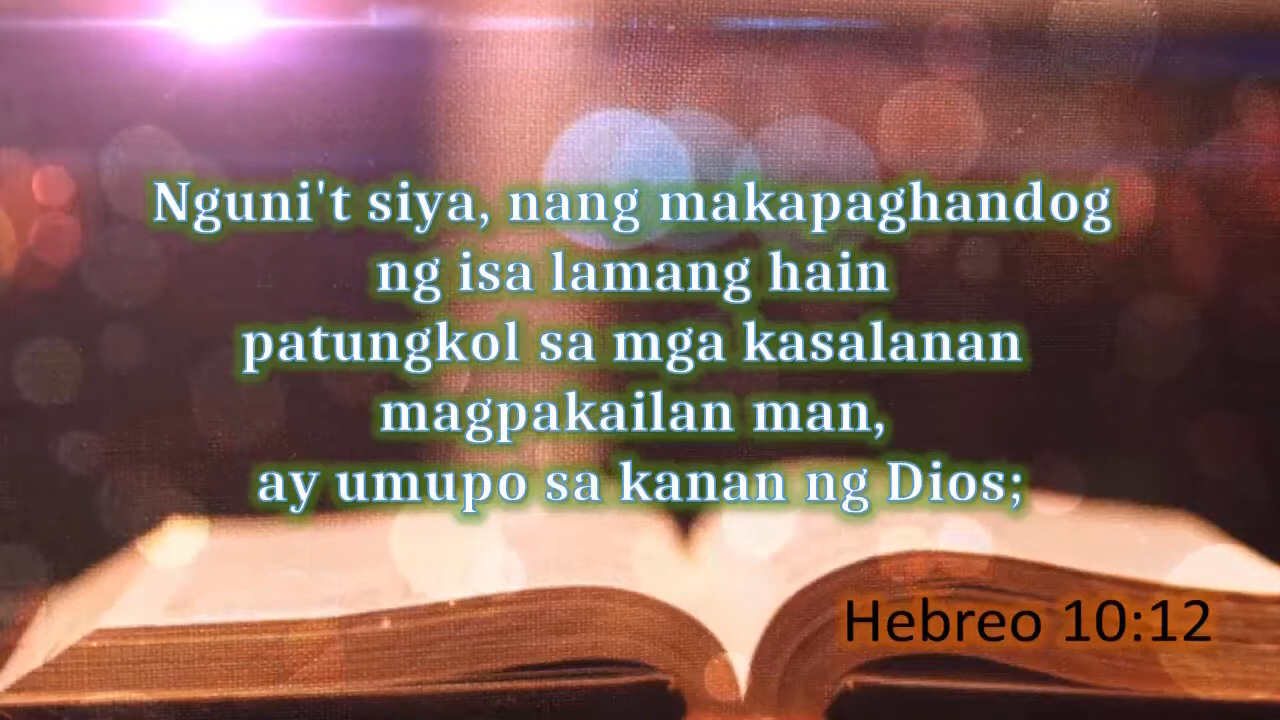 Nguni't siya, nang makapaghandog
ng isa lamang hain
patungkol sa mga kasalanan
magpakailan man,
ay umupo sa kanan ng Dios;
Hebreo 10:12